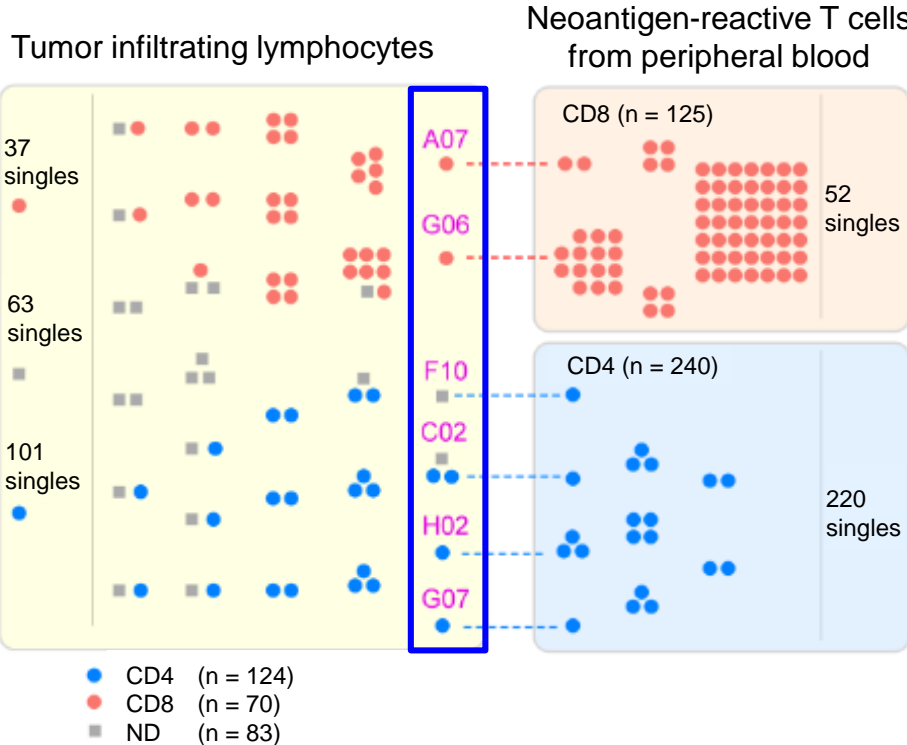 Tumor infiltrating lymphocytes
Neoantigen-reactive T cells
from peripheral blood
37
singles
63
singles
101
singles
A07
G06
F10
C02
H02
G07
CD8 (n = 125)
52
singles
CD4 (n = 240)
220
singles
CD4 (n = 124)
CD8 (n = 70)
ND (n = 83)